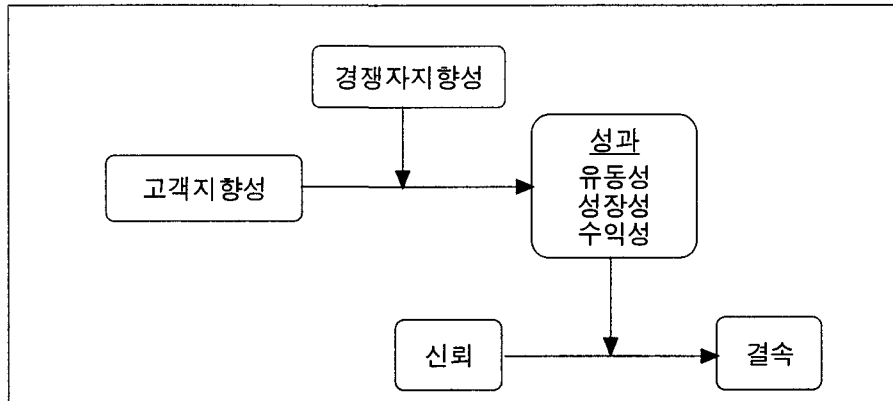 경쟁자지향성
고객지향성
성과
유동성
성장성
수익성
신뢰
결속